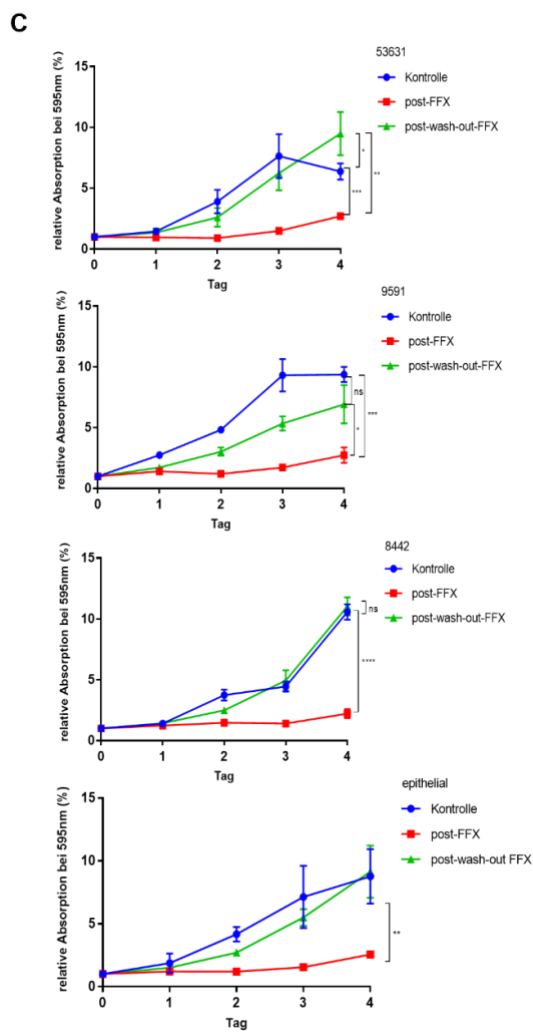 C
53631
Kontrolle
post-FFX
post-wash-out-FFX
relative Absorption bei 595nm (%)
15
10
5
0
*
**
***
0 1 2 3 4
Tag
9591
Kontrolle
post-FFX
post-wash-out-FFX
relative Absorption bei 595nm (%)
15
10
5
0
ns
***
*
0 1 2 3 4
Tag
8442
Kontrolle
post-FFX
post-wash-out-FFX
relative Absorption bei 595nm (%)
15
10
5
0
ns
****
0 1 2 3 4
Tag
epithelial
Kontrolle
post-FFX
post-wash-out FFX
relative Absorption bei 595nm (%)
15
10
5
0
**
0 1 2 3 4
Tag